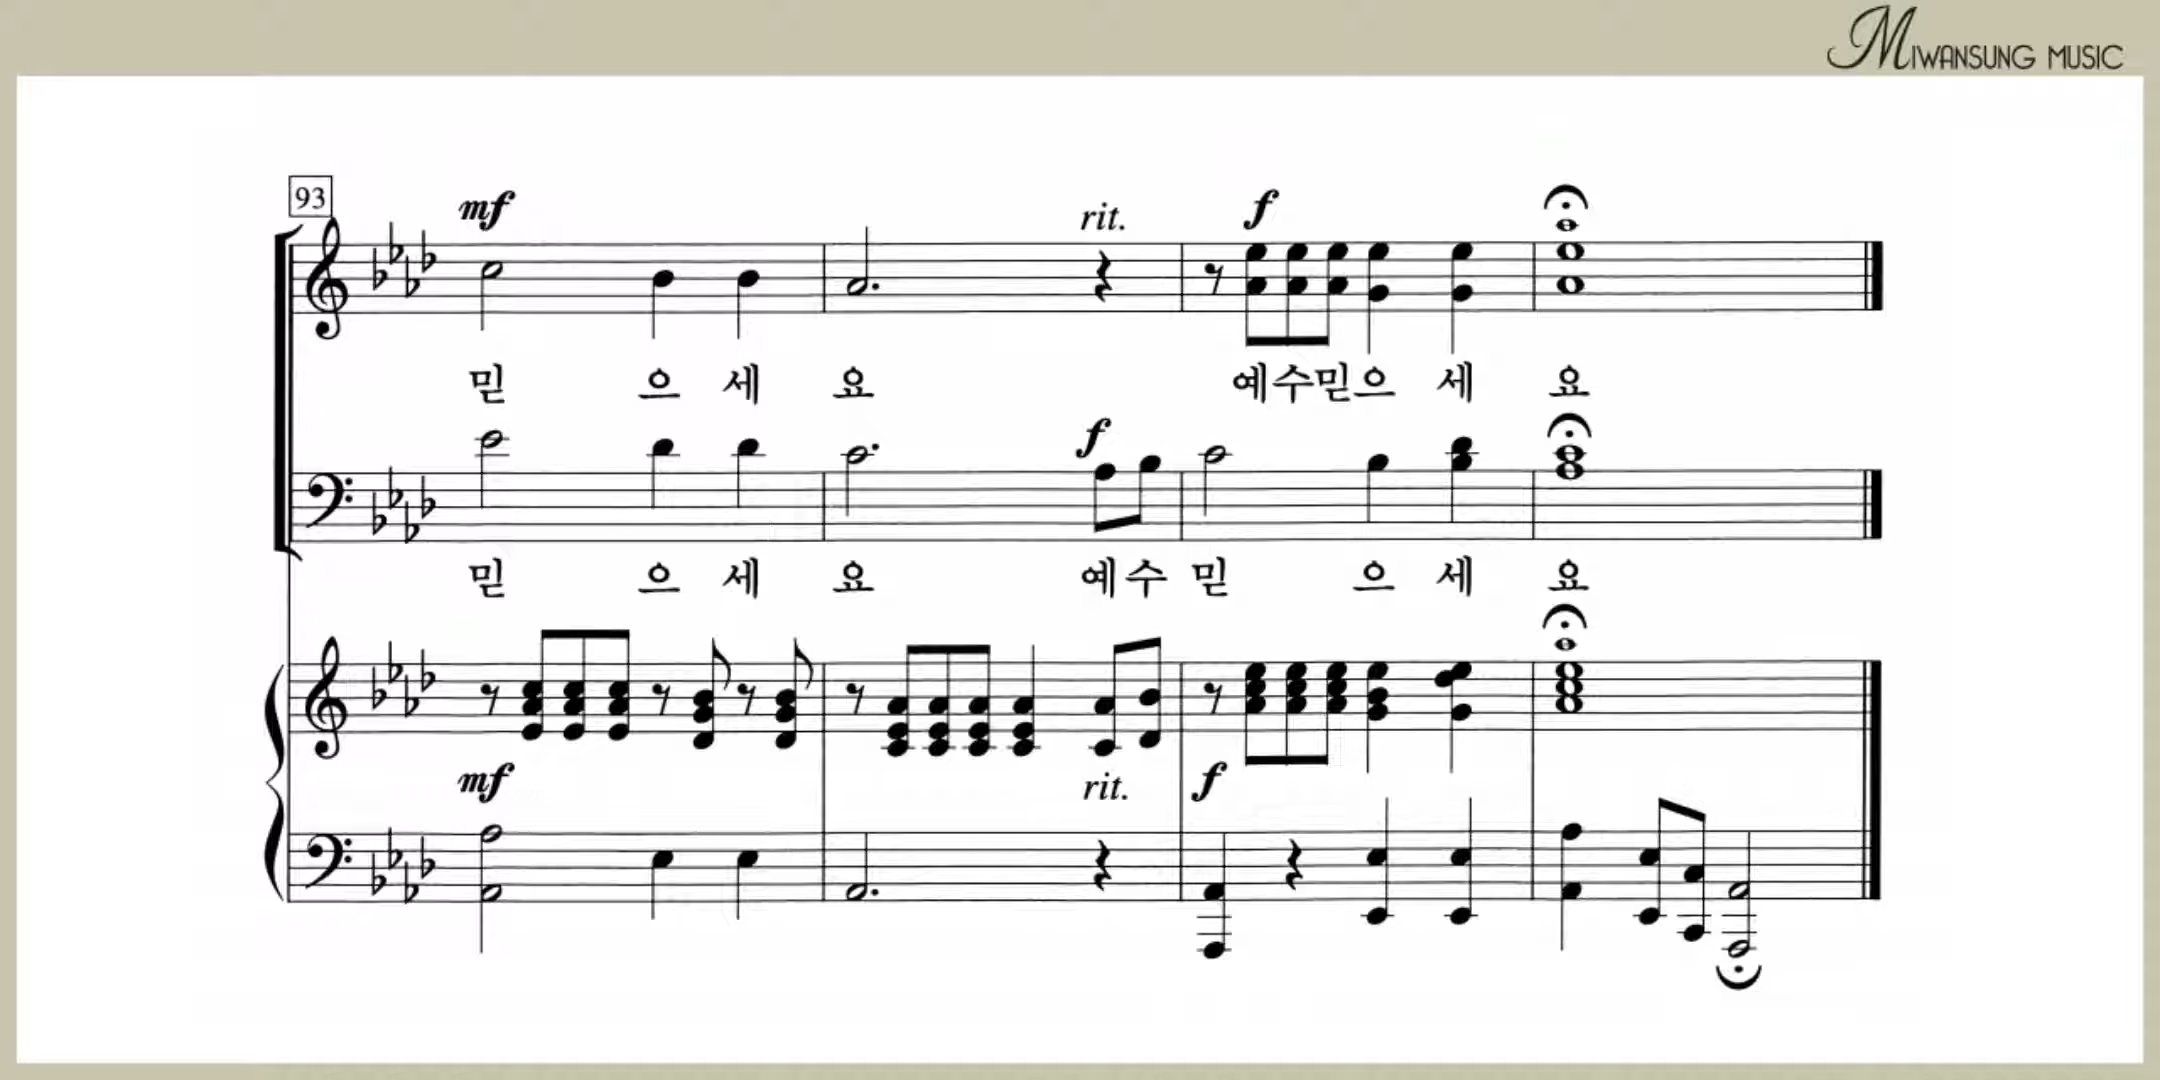 MIWANSUNG MUSIC
93
mf
rit.
f
믿 으 세 요 예수믿으 세 요
f
믿 으 세 요 예수 믿 으 세 요
mf
rit.
f